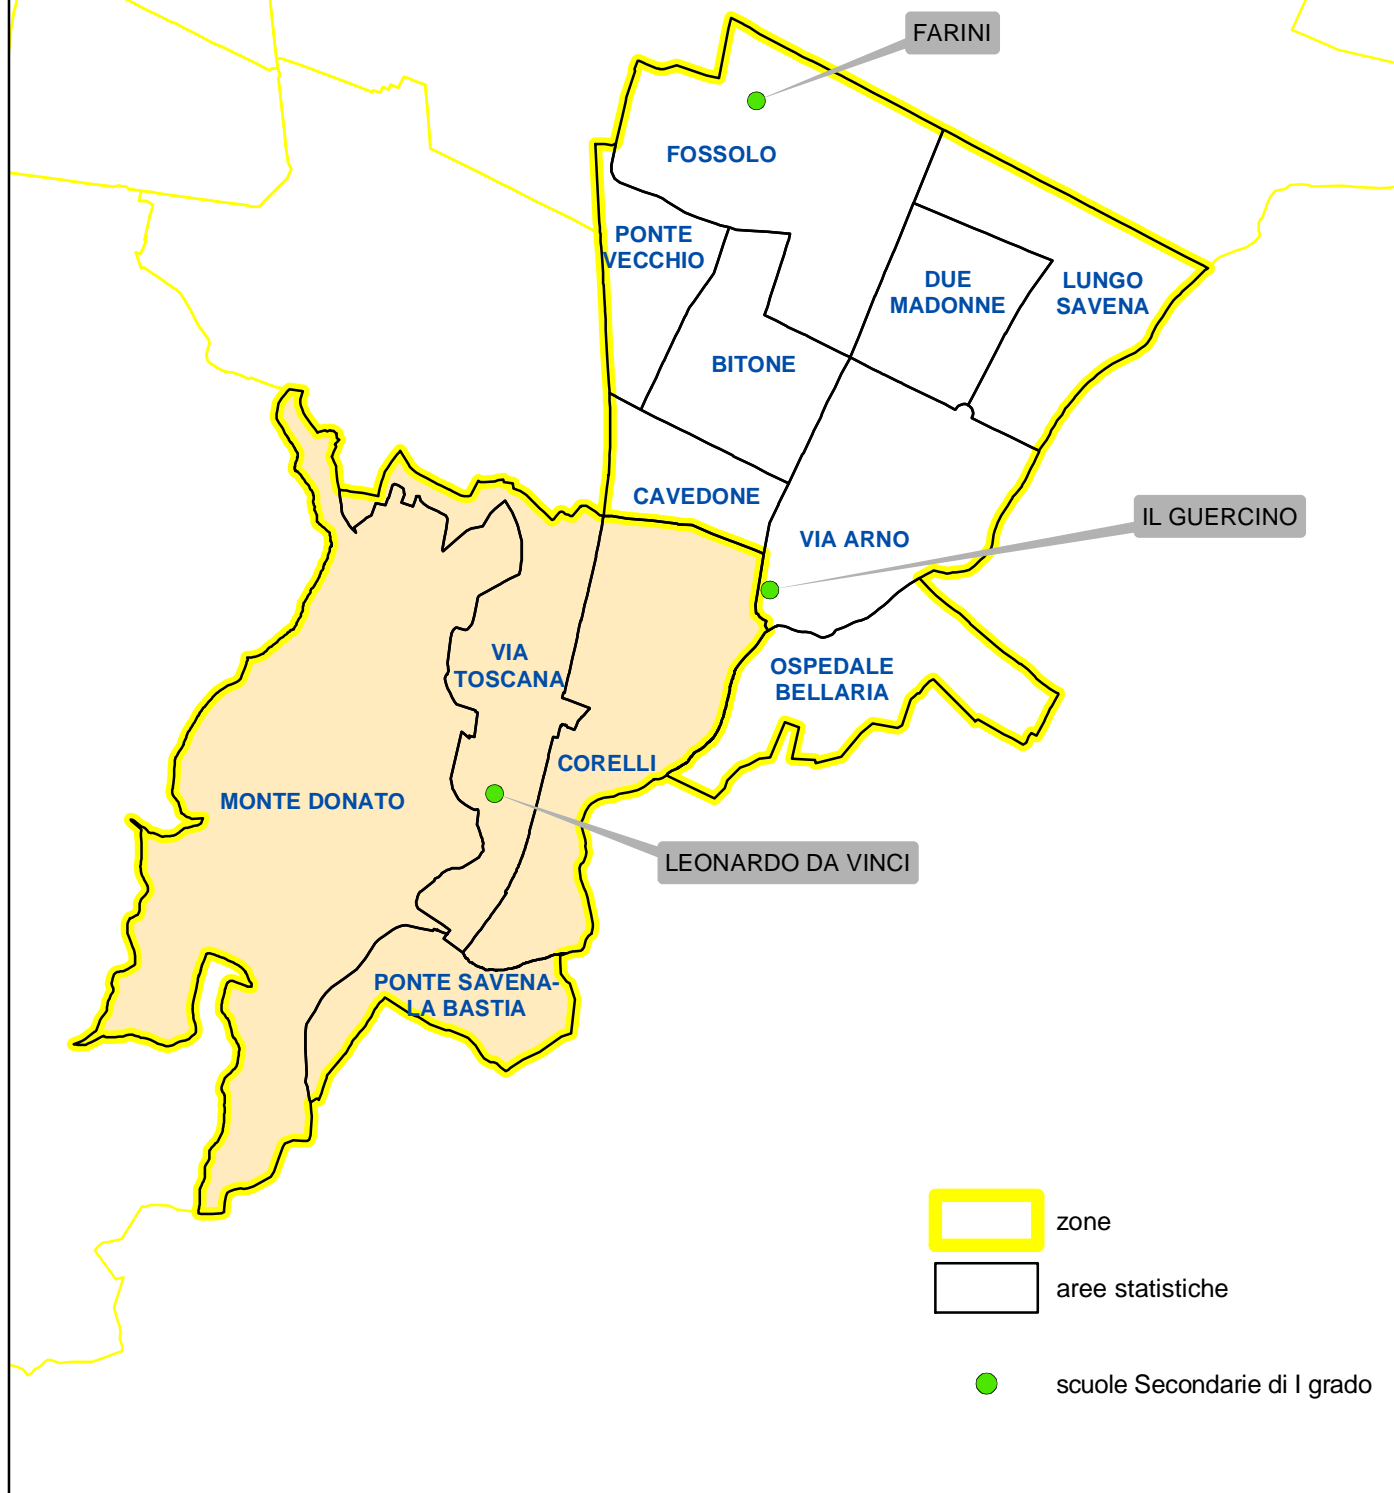 FARINI
FOSSOLO
PONTE
VECCHIO
DUE
MADONNE
LUNGO
SAVENA
BITONE
CAVEDONE
IL GUERCINO
VIA ARNO
VIA
TOSCANA
OSPEDALE
BELLARIA
CORELLI
MONTE DONATO
LEONARDO DA VINCI
PONTE SAVENA-
LA BASTIA
zone
aree statistiche
scuole Secondarie di I grado